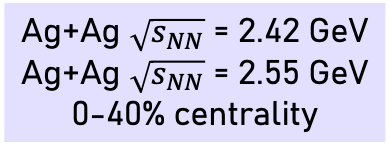 Ag+Ag √sNN = 2.42 GeV
Ag+Ag √sNN = 2.55 GeV
0-40% centrality